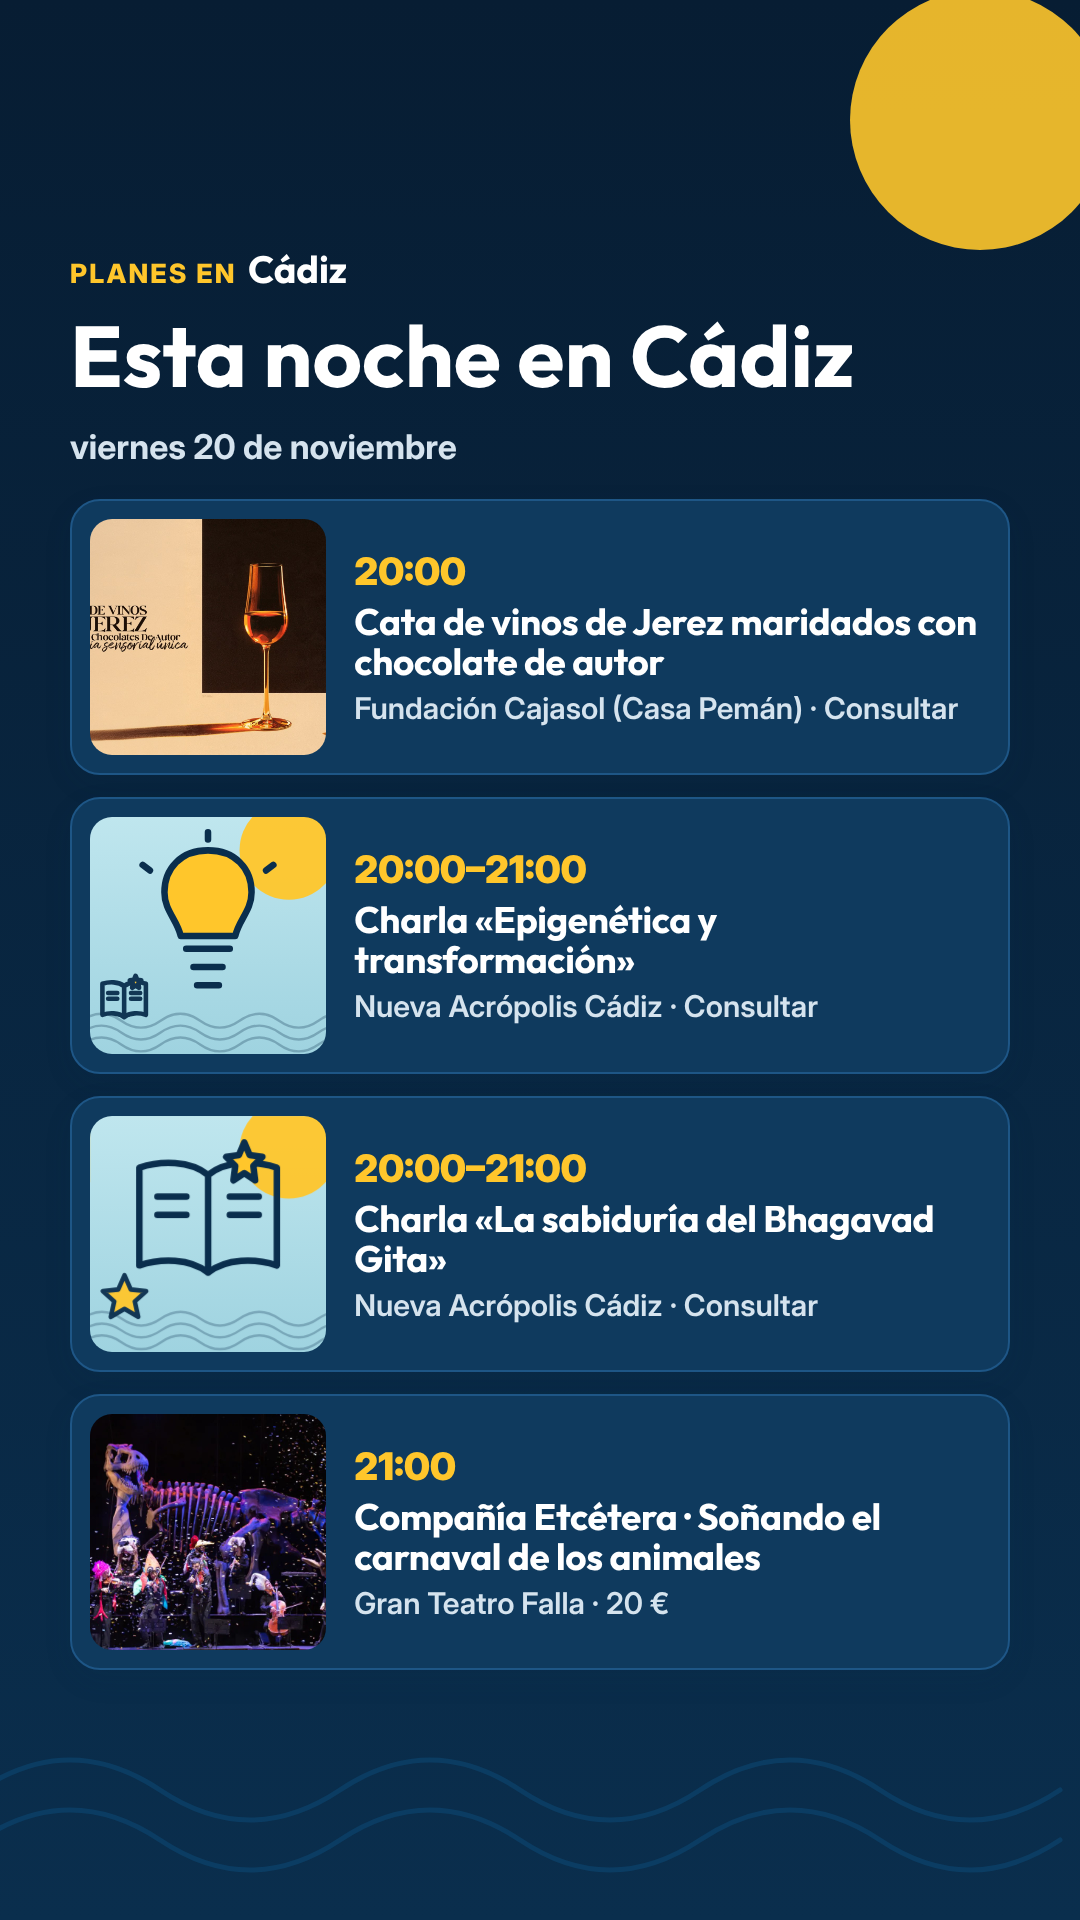 PLANES EN Cádiz
Esta noche en Cádiz
viernes 20 de noviembre
DE VINOS
JEREZ
Chocolates De Autor
ia sensorial única
20:00
Cata de vinos de Jerez maridados con
chocolate de autor
Fundación Cajasol (Casa Pemán) · Consultar
20:00–21:00
Charla «Epigenética y
transformación»
Nueva Acrópolis Cádiz · Consultar
20:00–21:00
Charla «La sabiduría del Bhagavad
Gita»
Nueva Acrópolis Cádiz · Consultar
21:00
Compañía Etcétera · Soñando el
carnaval de los animales
Gran Teatro Falla · 20 €